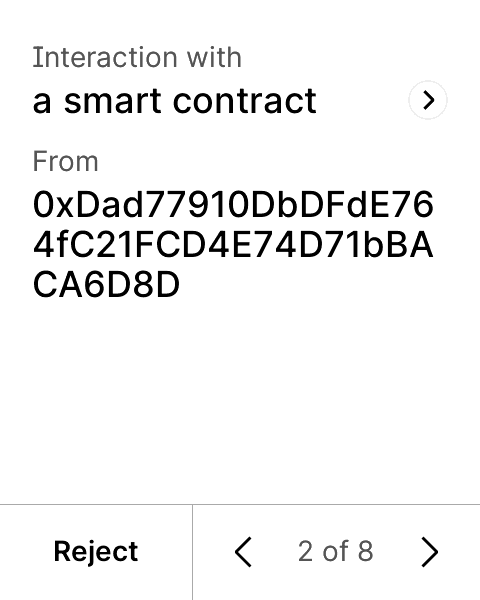 Interaction with
a smart contract
From
0xDad77910DbDFdE76
4fC21FCD4E74D71bBA
CA6D8D
Reject
2 of 8